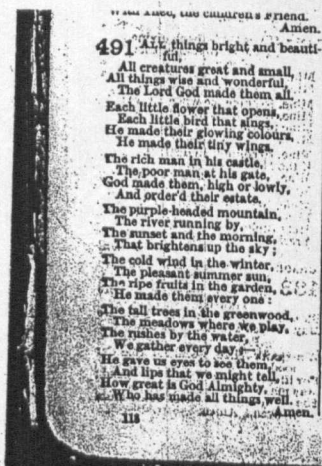 With Thee, the children's Friend.
Amen.
491 ALL things bright and beauti-
ful,
All creatures great and small,
All things wise and wonderful,
The Lord God made them all.
Each little flower that opens,
Each little bird that sings,
He made their glowing colours,
He made their tiny wings.
The rich man in his castle,
The poor man at his gate,
God made them, high or lowly,
And order'd their estate.
The purple-headed mountain,
The river running by,
The sunset and the morning,
That brightens up the sky;
The cold wind in the winter,
The pleasant summer sun,
The ripe fruits in the garden,
He made them every one:
The tall trees in the greenwood,
The meadows where we play,
The rushes by the water,
We gather every day;
He gave us eyes to see them,
And lips that we might tell,
How great is God Almighty,
Who has made all things well.
Amen.
118